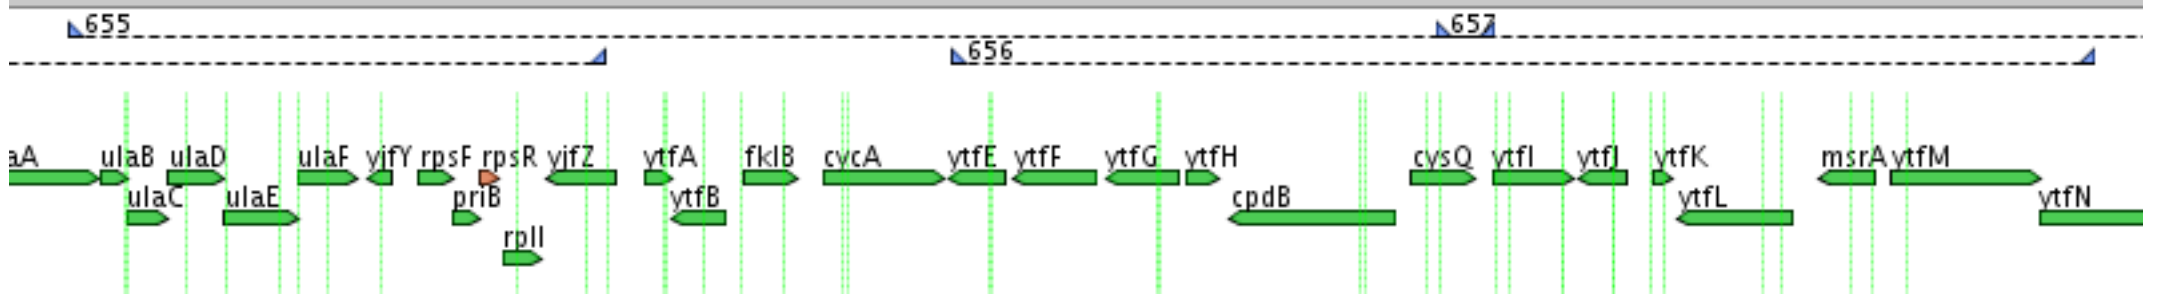 655 657
656
aA ulaB ulaD ulaF yjfY rpsF rpsR yjfZ ytfA fklB cycA ytfE ytfF ytfG ytfH cysQ ytfI ytfJ ytfK msrA ytfM
ulaC ulaE priB ytfB cpdB ytfL ytfN
rplI